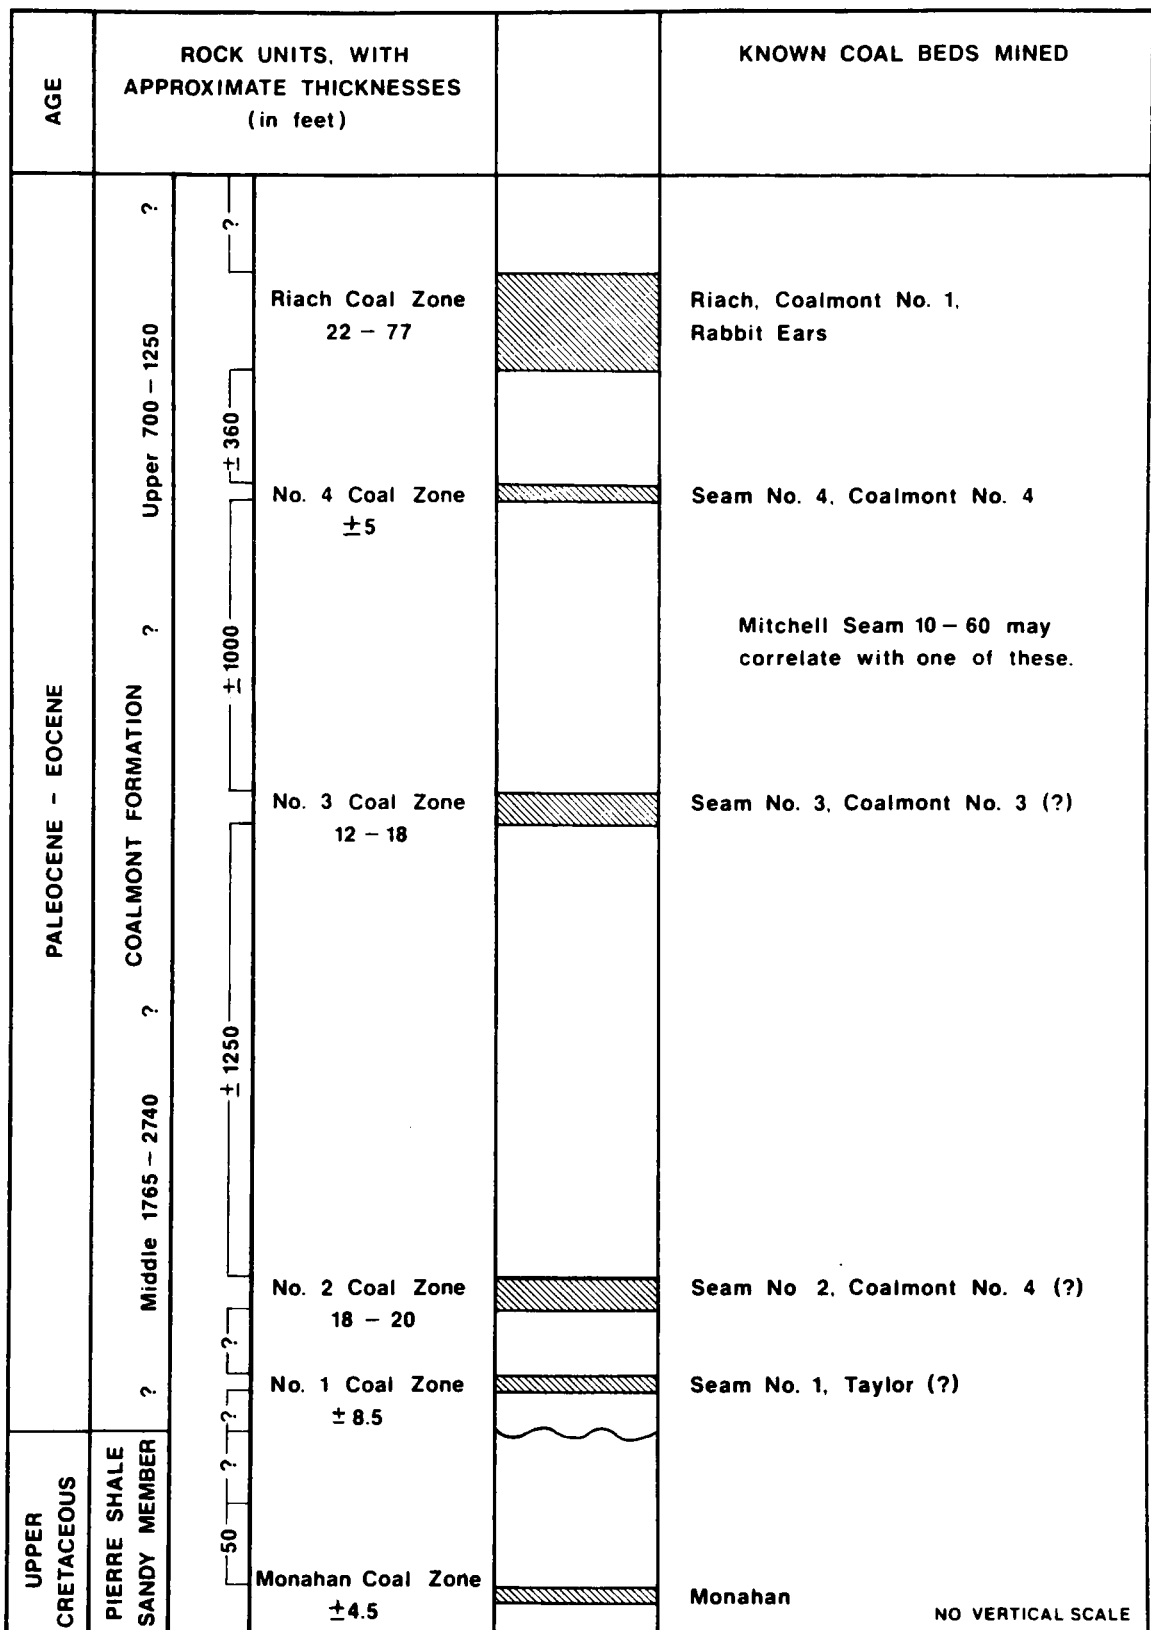 AGE
ROCK UNITS, WITH
APPROXIMATE THICKNESSES
(in feet)
KNOWN COAL BEDS MINED
PALEOCENE - EOCENE
UPPER
CRETACEOUS
COALMONT FORMATION
?
Upper 700 – 1250
?
?
Middle 1765 – 2740
?
PIERRE SHALE
SANDY MEMBER
?
± 360
± 1000
± 1250
?
?
?
50
Riach Coal Zone
22 – 77
Riach, Coalmont No. 1,
Rabbit Ears
No. 4 Coal Zone
±5
Seam No. 4, Coalmont No. 4
Mitchell Seam 10 – 60 may
correlate with one of these.
No. 3 Coal Zone
12 – 18
Seam No. 3, Coalmont No. 3 (?)
No. 2 Coal Zone
18 – 20
Seam No 2, Coalmont No. 4 (?)
No. 1 Coal Zone
± 8.5
Seam No. 1, Taylor (?)
Monahan Coal Zone
±4.5
Monahan
NO VERTICAL SCALE